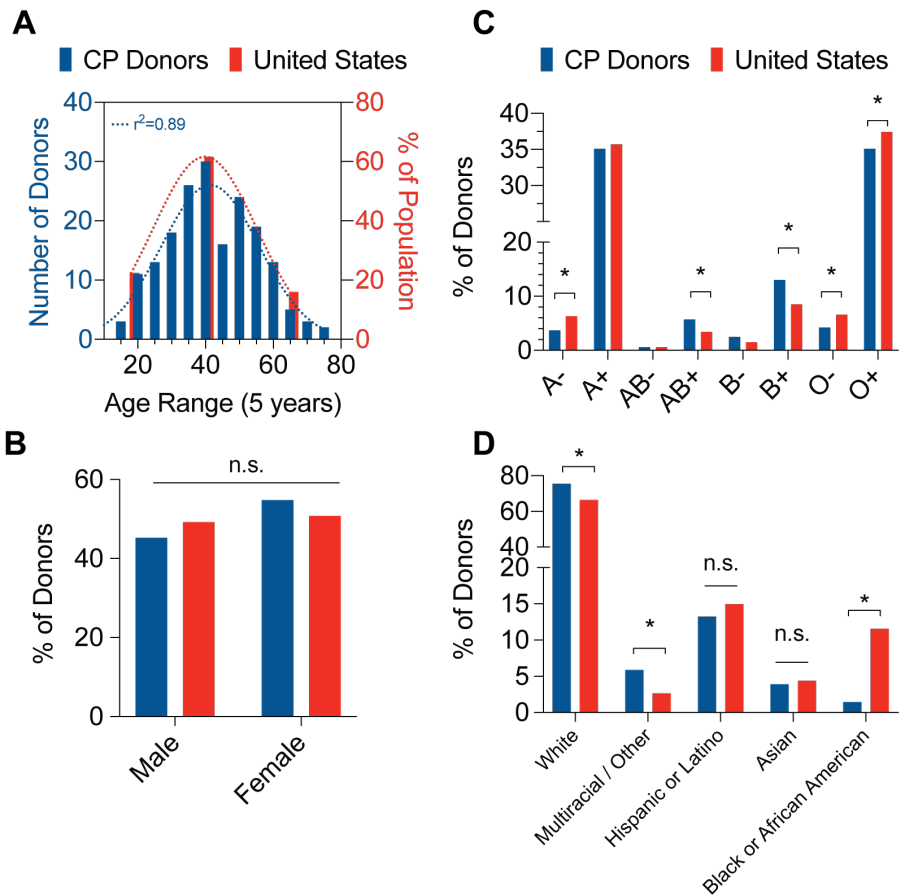 A
CP Donors United States
Number of Donors
40
30
20
10
0
r²=0.89
80
60
40
20
0
% of Population
20 40 60 80
Age Range (5 years)
B
n.s.
% of Donors
60
40
20
0
Male Female
C
CP Donors United States
% of Donors
40
35
30
20
10
0
* * * * *
A- A+ AB- AB+ B- B+ O- O+
D
% of Donors
80
60
40
20
15
10
5
0
* * n.s. n.s. *
White
Multiracial / Other
Hispanic or Latino
Asian
Black or African American